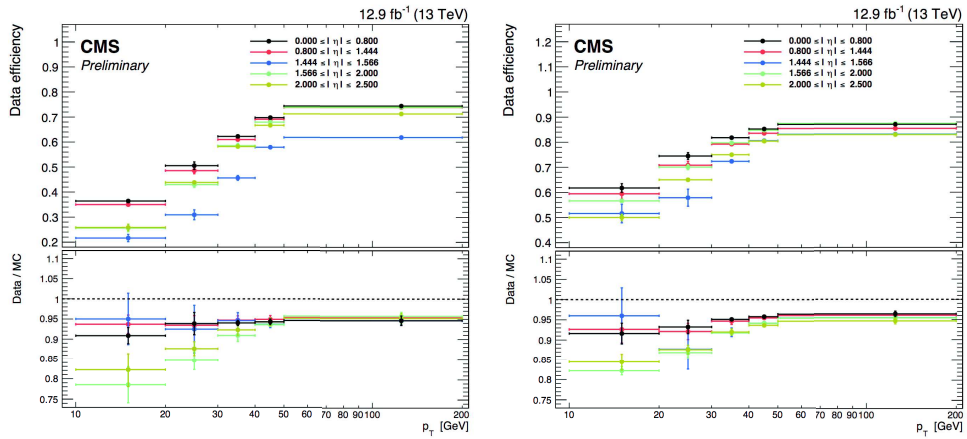 12.9 fb⁻¹ (13 TeV)
CMS
Preliminary
0.000 ≤ | η | ≤ 0.800
0.800 ≤ | η | ≤ 1.444
1.444 ≤ | η | ≤ 1.566
1.566 ≤ | η | ≤ 2.000
2.000 ≤ | η | ≤ 2.500
Data efficiency
1
0.9
0.8
0.7
0.6
0.5
0.4
0.3
0.2
Data / MC
1.1
1.05
1
0.95
0.9
0.85
0.8
0.75
10 20 30 40 50 60 70 80 90 100 200
p_T [GeV]
12.9 fb⁻¹ (13 TeV)
CMS
Preliminary
0.000 ≤ | η | ≤ 0.800
0.800 ≤ | η | ≤ 1.444
1.444 ≤ | η | ≤ 1.566
1.566 ≤ | η | ≤ 2.000
2.000 ≤ | η | ≤ 2.500
Data efficiency
1.2
1.1
1
0.9
0.8
0.7
0.6
0.5
0.4
Data / MC
1.1
1.05
1
0.95
0.9
0.85
0.8
0.75
10 20 30 40 50 60 70 80 90 100 200
p_T [GeV]